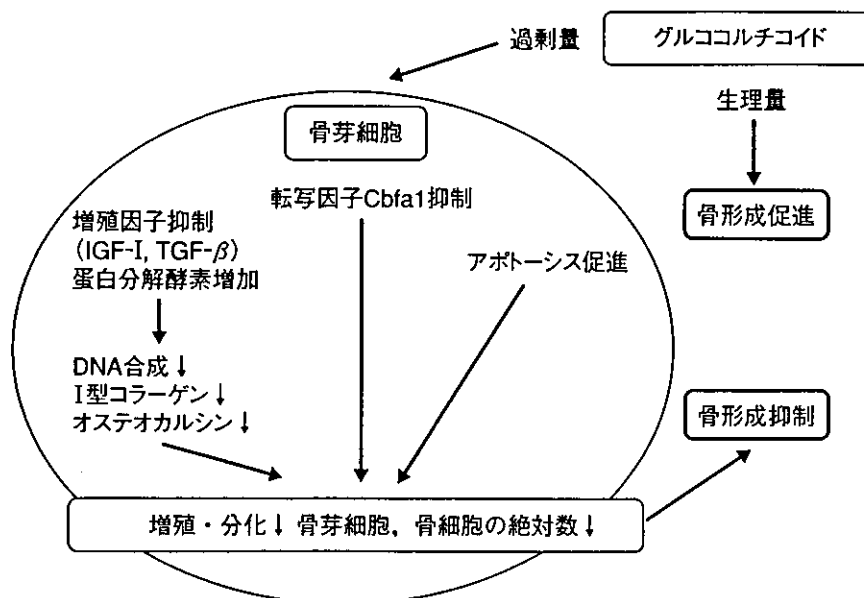 過剰量
グルココルチコイド
生理量
骨芽細胞
転写因子Cbfa1抑制
骨形成促進
増殖因子抑制
(IGF-I, TGF-β)
蛋白分解酵素増加
アポトーシス促進
DNA合成↓
I型コラーゲン↓
オステオカルシン↓
骨形成抑制
増殖・分化↓ 骨芽細胞，骨細胞の絶対数↓